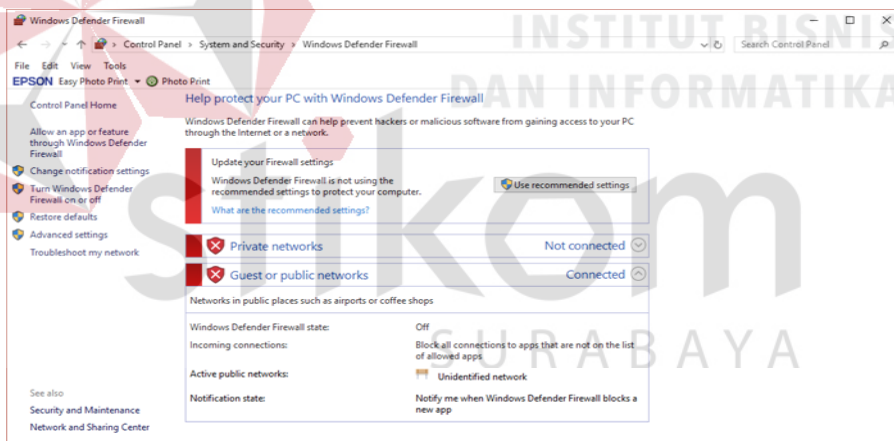 Windows Defender Firewall
Control Panel > System and Security > Windows Defender Firewall
Search Control Panel
File Edit View Tools
EPSON Easy Photo Print Photo Print
Control Panel Home
Allow an app or feature
through Windows Defender
Firewall
Change notification settings
Turn Windows Defender
Firewall on or off
Restore defaults
Advanced settings
Troubleshoot my network
See also
Security and Maintenance
Network and Sharing Center
Help protect your PC with Windows Defender Firewall
Windows Defender Firewall can help prevent hackers or malicious software from gaining access to your PC
through the Internet or a network.
Update your Firewall settings
Windows Defender Firewall is not using the
recommended settings to protect your computer.
What are the recommended settings?
Use recommended settings
Private networks Not connected
Guest or public networks Connected
Networks in public places such as airports or coffee shops
Windows Defender Firewall state: Off
Incoming connections: Block all connections to apps that are not on the list
of allowed apps
Active public networks: Unidentified network
Notification state: Notify me when Windows Defender Firewall blocks a
new app
INSTITUT BISNIS
DAN INFORMATIKA
stikom
SURABAYA